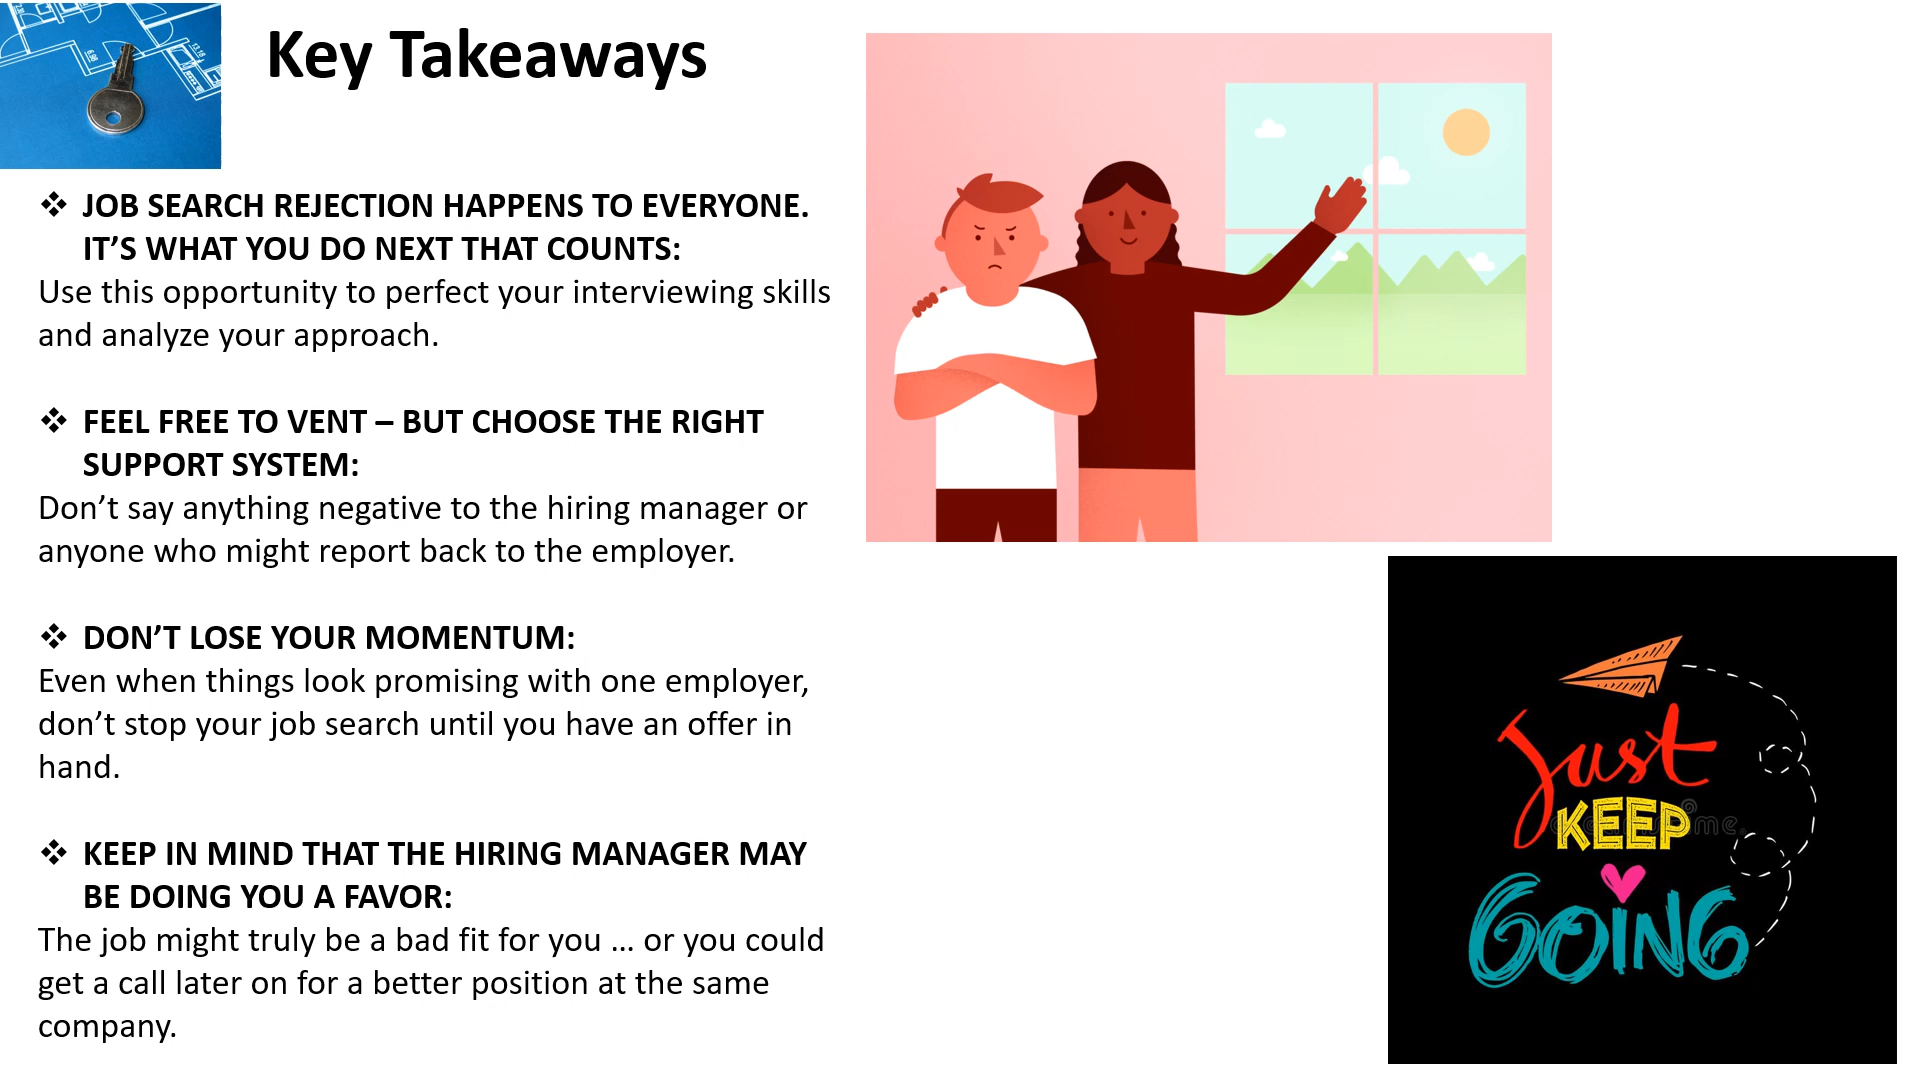 Key Takeaways
❖ JOB SEARCH REJECTION HAPPENS TO EVERYONE.
IT’S WHAT YOU DO NEXT THAT COUNTS:
Use this opportunity to perfect your interviewing skills
and analyze your approach.
❖ FEEL FREE TO VENT – BUT CHOOSE THE RIGHT
SUPPORT SYSTEM:
Don’t say anything negative to the hiring manager or
anyone who might report back to the employer.
❖ DON’T LOSE YOUR MOMENTUM:
Even when things look promising with one employer,
don’t stop your job search until you have an offer in
hand.
❖ KEEP IN MIND THAT THE HIRING MANAGER MAY
BE DOING YOU A FAVOR:
The job might truly be a bad fit for you … or you could
get a call later on for a better position at the same
company.
Just
KEEP
GOING